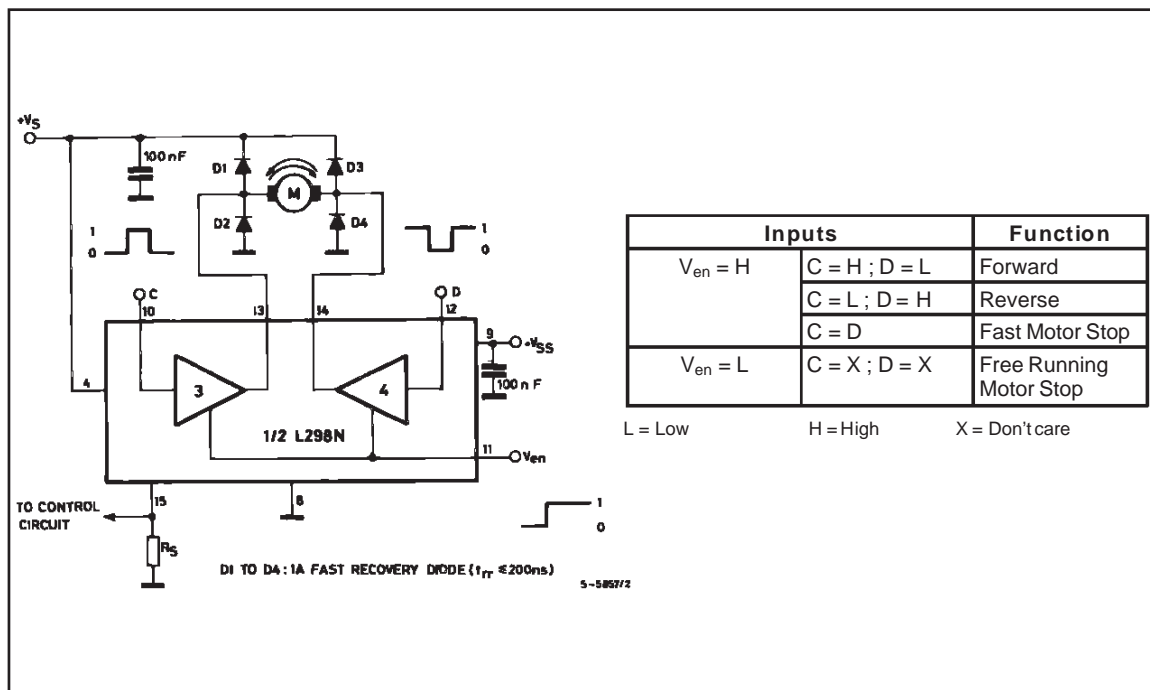 +VS
100nF
D1
D3
M
D2
D4
1
0
1
0
C
D
10
13
14
12
9
+VSS
4
3
4
100nF
1/2 L298N
11
Ven
15
8
TO CONTROL
CIRCUIT
RS
1
0
D1 TO D4 : 1A FAST RECOVERY DIODE (trr ≤ 200ns)
S-5857/2
Inputs Function
Ven = H C = H ; D = L Forward
C = L ; D = H Reverse
C = D Fast Motor Stop
Ven = L C = X ; D = X Free Running
Motor Stop
L = Low H = High X = Don't care